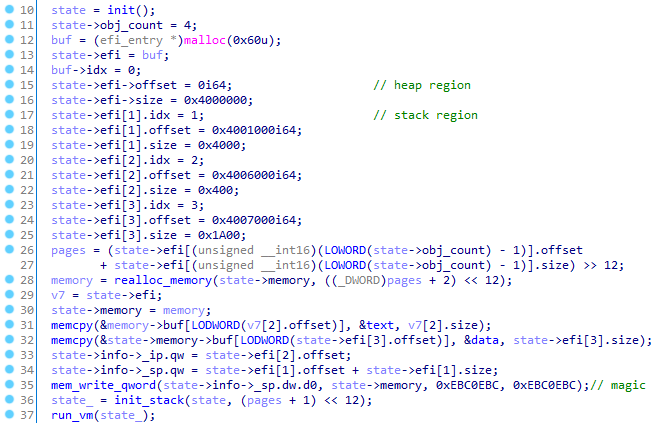 10 state = init();
11 state->obj_count = 4;
12 buf = (efi_entry *)malloc(0x60u);
13 state->efi = buf;
14 buf->idx = 0;
15 state->efi->offset = 0i64; // heap region
16 state->efi->size = 0x4000000;
17 state->efi[1].idx = 1; // stack region
18 state->efi[1].offset = 0x4001000i64;
19 state->efi[1].size = 0x4000;
20 state->efi[2].idx = 2;
21 state->efi[2].offset = 0x4006000i64;
22 state->efi[2].size = 0x400;
23 state->efi[3].idx = 3;
24 state->efi[3].offset = 0x4007000i64;
25 state->efi[3].size = 0x1A00;
26 pages = (state->efi[(unsigned __int16)(LOWORD(state->obj_count) - 1)].offset
27 + state->efi[(unsigned __int16)(LOWORD(state->obj_count) - 1)].size) >> 12;
28 memory = realloc_memory(state->memory, ((_DWORD)pages + 2) << 12);
29 v7 = state->efi;
30 state->memory = memory;
31 memcpy(&memory->buf[LODWORD(v7[2].offset)], &text, v7[2].size);
32 memcpy(&state->memory->buf[LODWORD(state->efi[3].offset)], &data, state->efi[3].size);
33 state->info->_ip.qw = state->efi[2].offset;
34 state->info->_sp.qw = state->efi[1].offset + state->efi[1].size;
35 mem_write_qword(state->info->_sp.dw.d0, state->memory, 0xEBC0EBC, 0xEBC0EBC);// magic
36 state_ = init_stack(state, (pages + 1) << 12);
37 run_vm(state_);